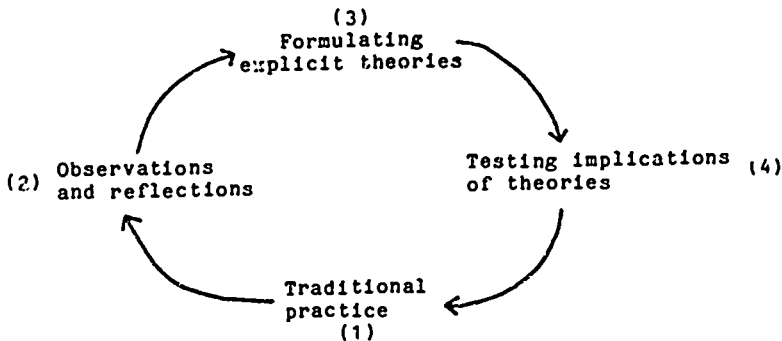 (3)
Formulating
explicit theories
(2) Observations
and reflections
Testing implications (4)
of theories
Traditional
practice
(1)